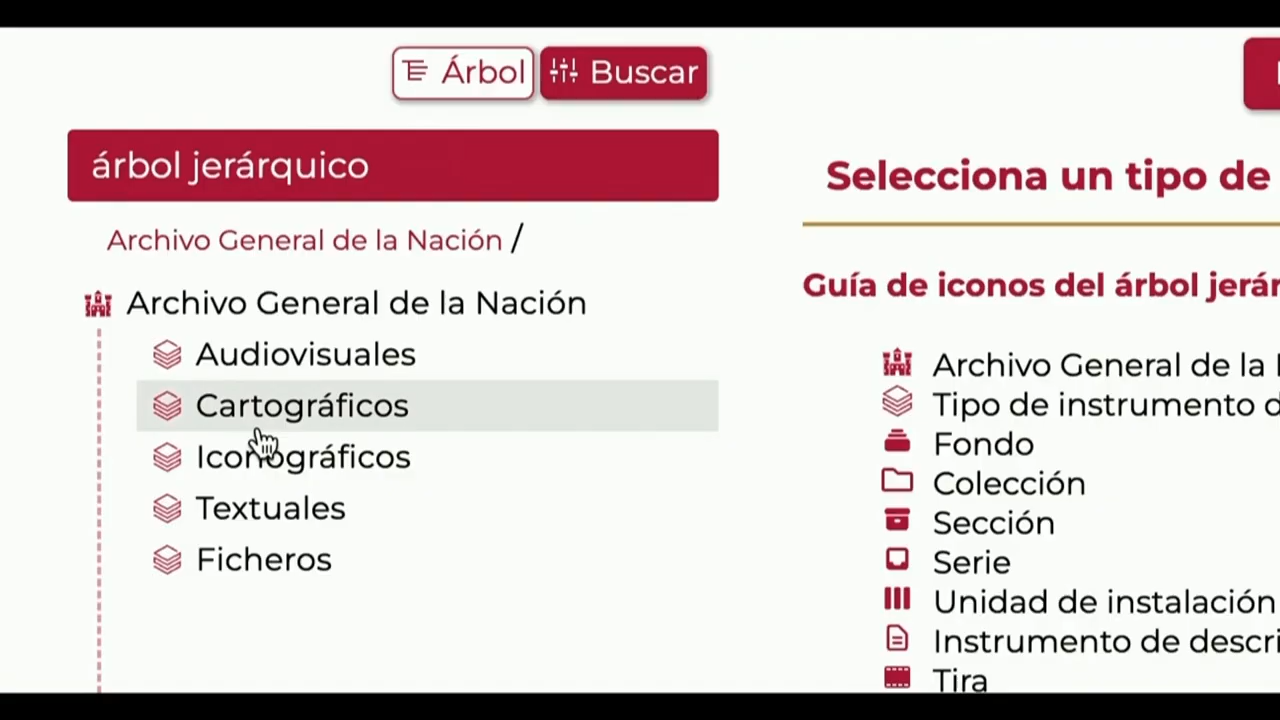 Árbol Buscar
árbol jerárquico
Archivo General de la Nación /
Archivo General de la Nación
Audiovisuales
Cartográficos
Iconográficos
Textuales
Ficheros
Selecciona un tipo de
Guía de iconos del árbol
Archivo General de la
Tipo de instrumento
Fondo
Colección
Sección
Serie
Unidad de instalación
Instrumento de
Tira